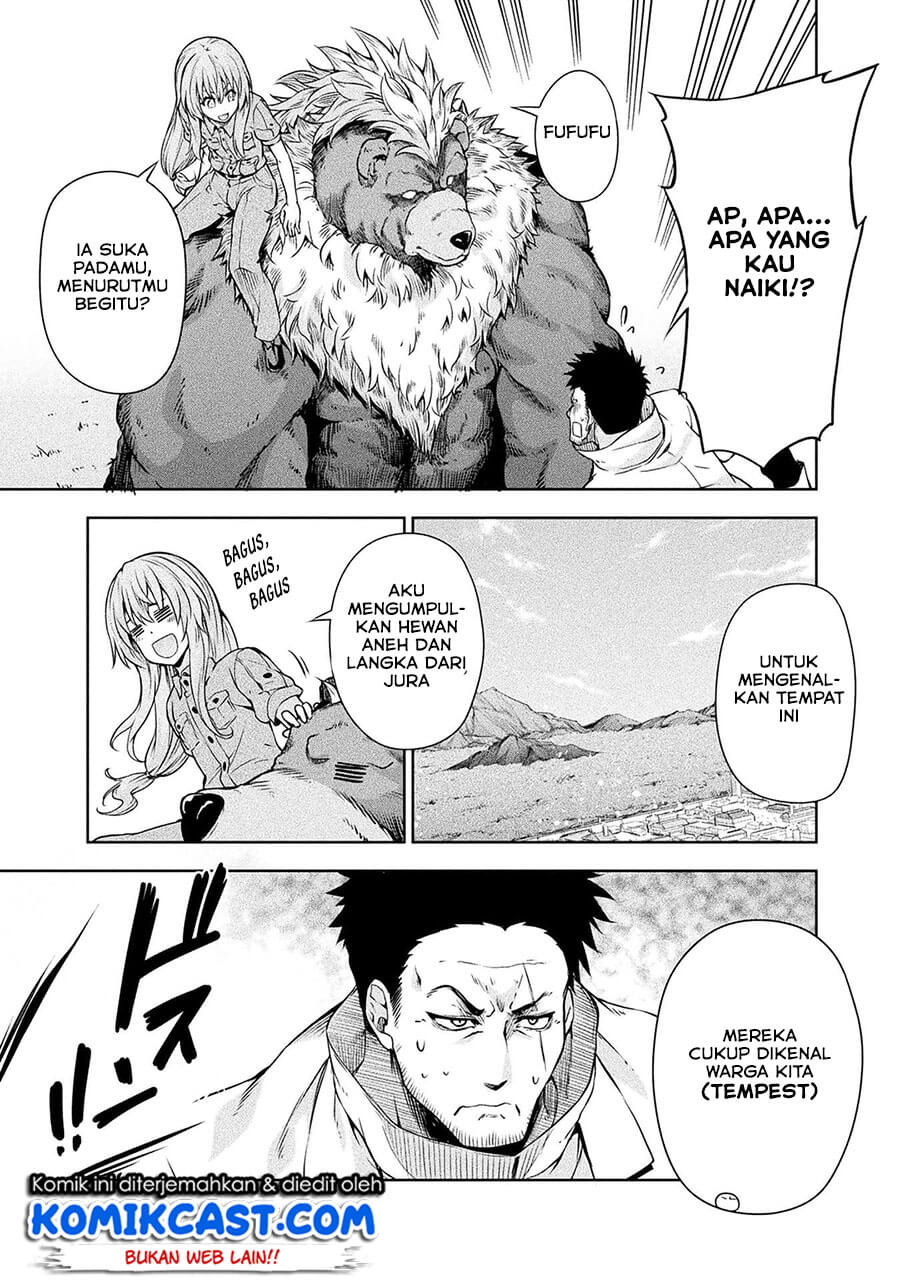 AP, APA...
APA YANG
KAU
NAIKI!?
FUFUFU
IA SUKA
PADAMU,
MENURUTMU
BEGITU?
UNTUK
MENGENAL-
KAN TEMPAT
INI
AKU
MENGUMPUL-
KAN HEWAN
ANEH DAN
LANGKA DARI
JURA
BAGUS,
BAGUS,
BAGUS
MEREKA
CUKUP DIKENAL
WARGA KITA
(TEMPEST)
ドスン!!
Komik ini diterjemahkan & diedit oleh
KOMIKCAST.COM
BUKAN WEB LAIN!!